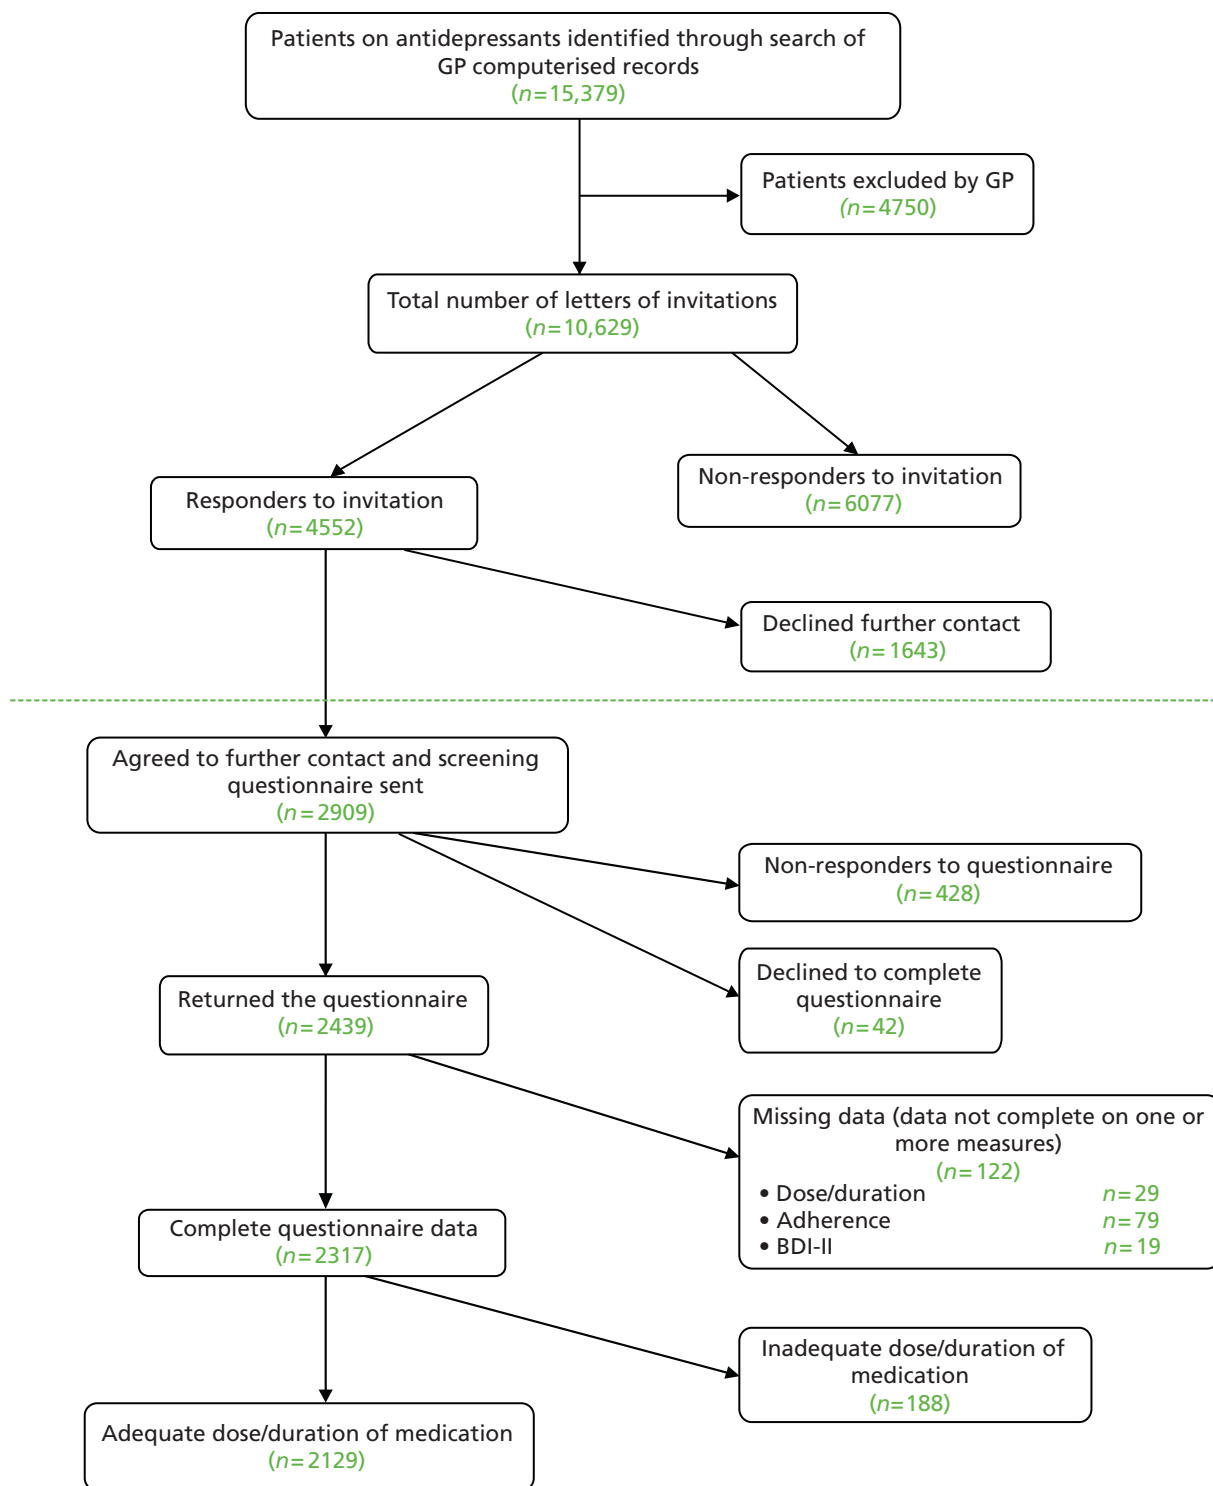 Patients on antidepressants identified through search of
GP computerised records
(n=15,379)
Patients excluded by GP
(n=4750)
Total number of letters of invitations
(n=10,629)
Non-responders to invitation
(n=6077)
Responders to invitation
(n=4552)
Declined further contact
(n=1643)
Agreed to further contact and screening
questionnaire sent
(n=2909)
Non-responders to questionnaire
(n=428)
Declined to complete
questionnaire
(n=42)
Returned the questionnaire
(n=2439)
Missing data (data not complete on one or
more measures)
(n=122)
• Dose/duration n=29
• Adherence n=79
• BDI-II n=19
Complete questionnaire data
(n=2317)
Inadequate dose/duration of
medication
(n=188)
Adequate dose/duration of medication
(n=2129)